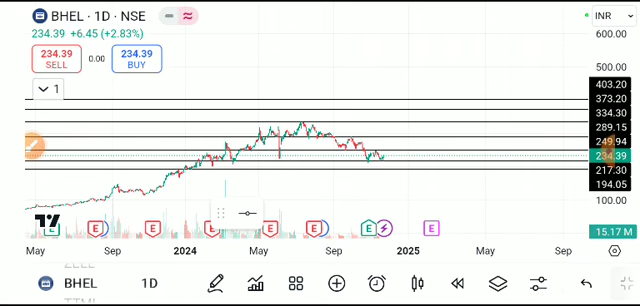 BHEL · 1D · NSE
INR
234.39 +6.45 (+2.83%)
234.39
SELL
0.00
234.39
BUY
1
600.00
500.00
403.20
373.20
334.30
289.15
249.94
234.39
217.30
194.05
100.00
15.17 M
E E E E E E E E
May Sep 2024 May Sep 2025 May Sep
BHEL 1D